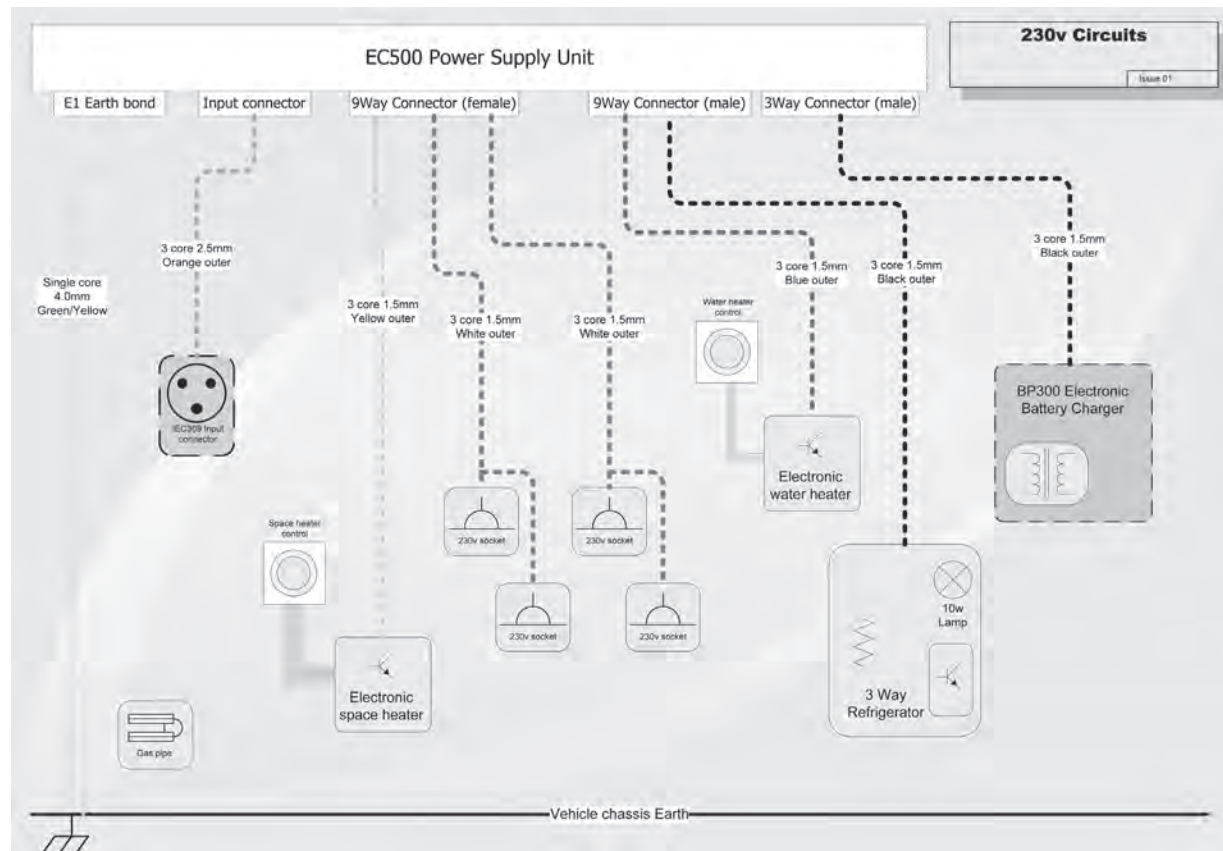 230v Circuits
Issue 01
EC500 Power Supply Unit
E1 Earth bond
Input connector
9Way Connector (female)
9Way Connector (male)
3Way Connector (male)
3 core 2.5mm
Orange outer
Single core
4.0mm
Green/Yellow
3 core 1.5mm
Yellow outer
3 core 1.5mm
White outer
3 core 1.5mm
White outer
3 core 1.5mm
Blue outer
3 core 1.5mm
Black outer
3 core 1.5mm
Black outer
Water heater
control
IEC309 Input
connector
BP300 Electronic
Battery Charger
Electronic
water heater
Space heater
control
230v socket
230v socket
230v socket
230v socket
10w
Lamp
3 Way
Refrigerator
Electronic
space heater
Gas pipe
Vehicle chassis Earth